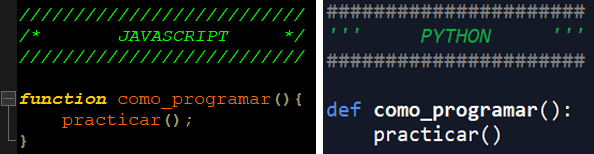 //////////////////////////
/*       JAVASCRIPT     */
//////////////////////////
function como_programar(){
    practicar();
}
######################
'''     PYTHON     '''
######################
def como_programar():
    practicar()